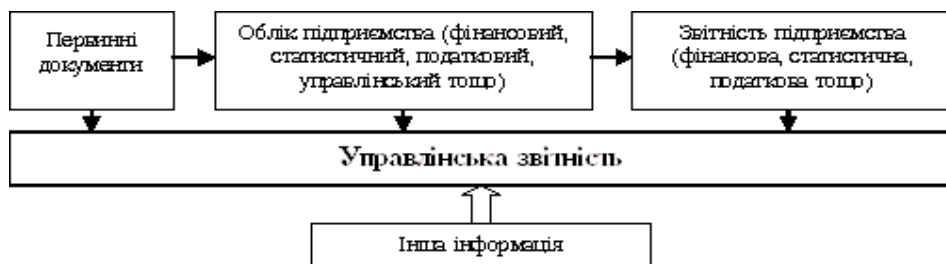 Первинні
документи
Облік підприємства (фінансовий,
статистичний, податковий,
управлінський тощо)
Звітність підприємства
(фінансова, статистична,
податкова тощо)
Управлінська звітність
Інша інформація